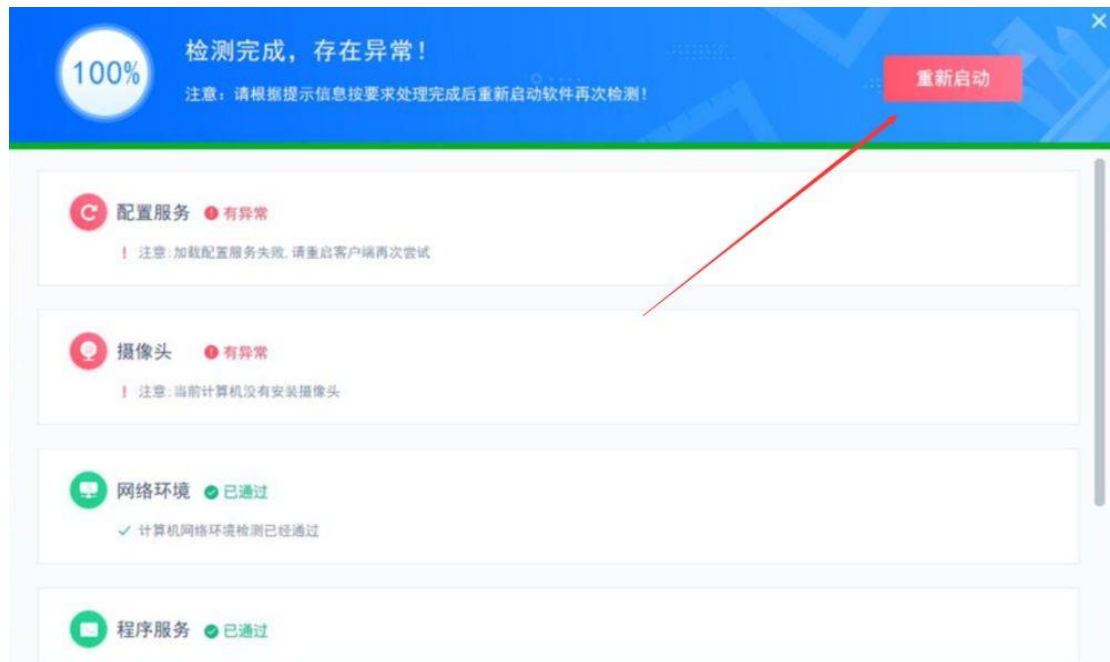 100%
检测完成，存在异常！
注意：请根据提示信息按要求处理完成后重新启动软件再次检测！
重新启动
配置服务 有异常
! 注意：加载配置服务失败，请重启客户端再次尝试
摄像头 有异常
! 注意：当前计算机没有安装摄像头
网络环境 已通过
计算机网络环境检测已经通过
程序服务 已通过